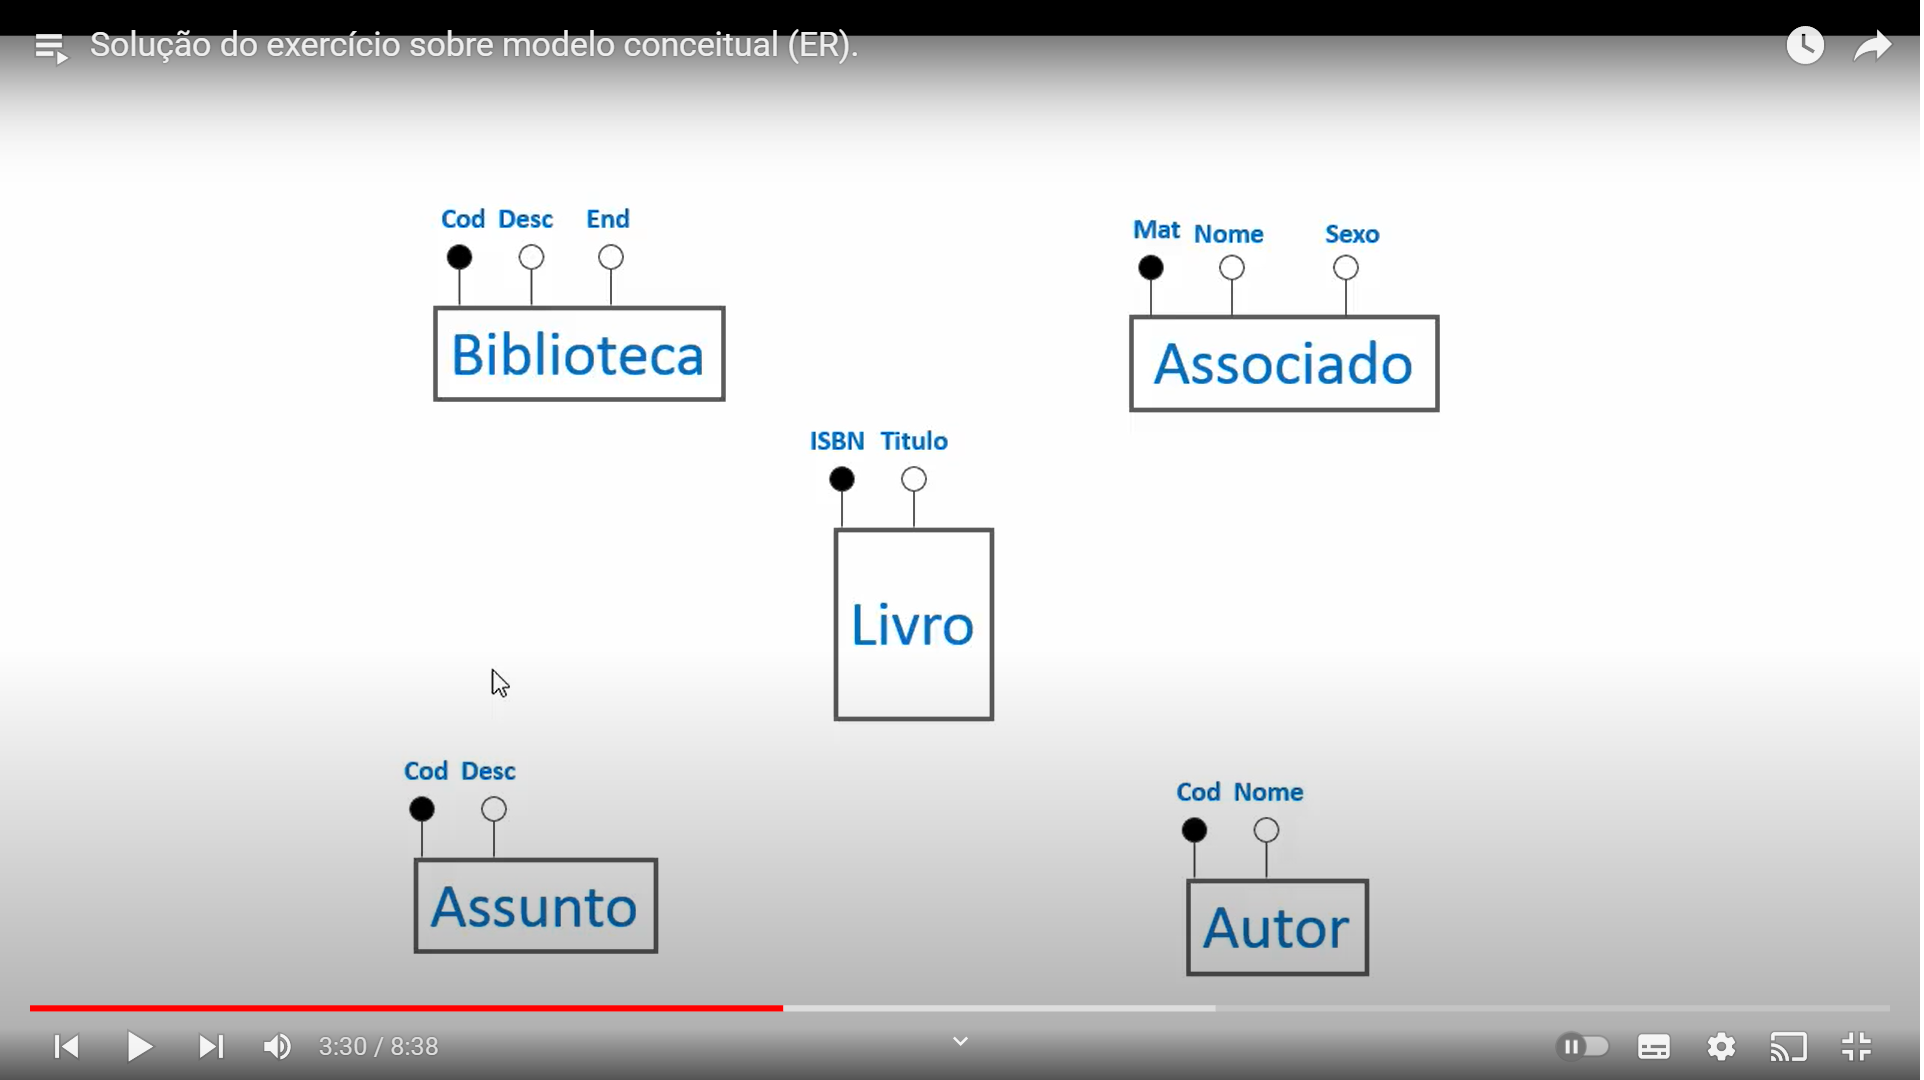 Solução do exercício sobre modelo conceitual (ER).
Cod Desc End
Biblioteca
Mat Nome Sexo
Associado
ISBN Titulo
Livro
Cod Desc
Assunto
Cod Nome
Autor
3:30 / 8:38